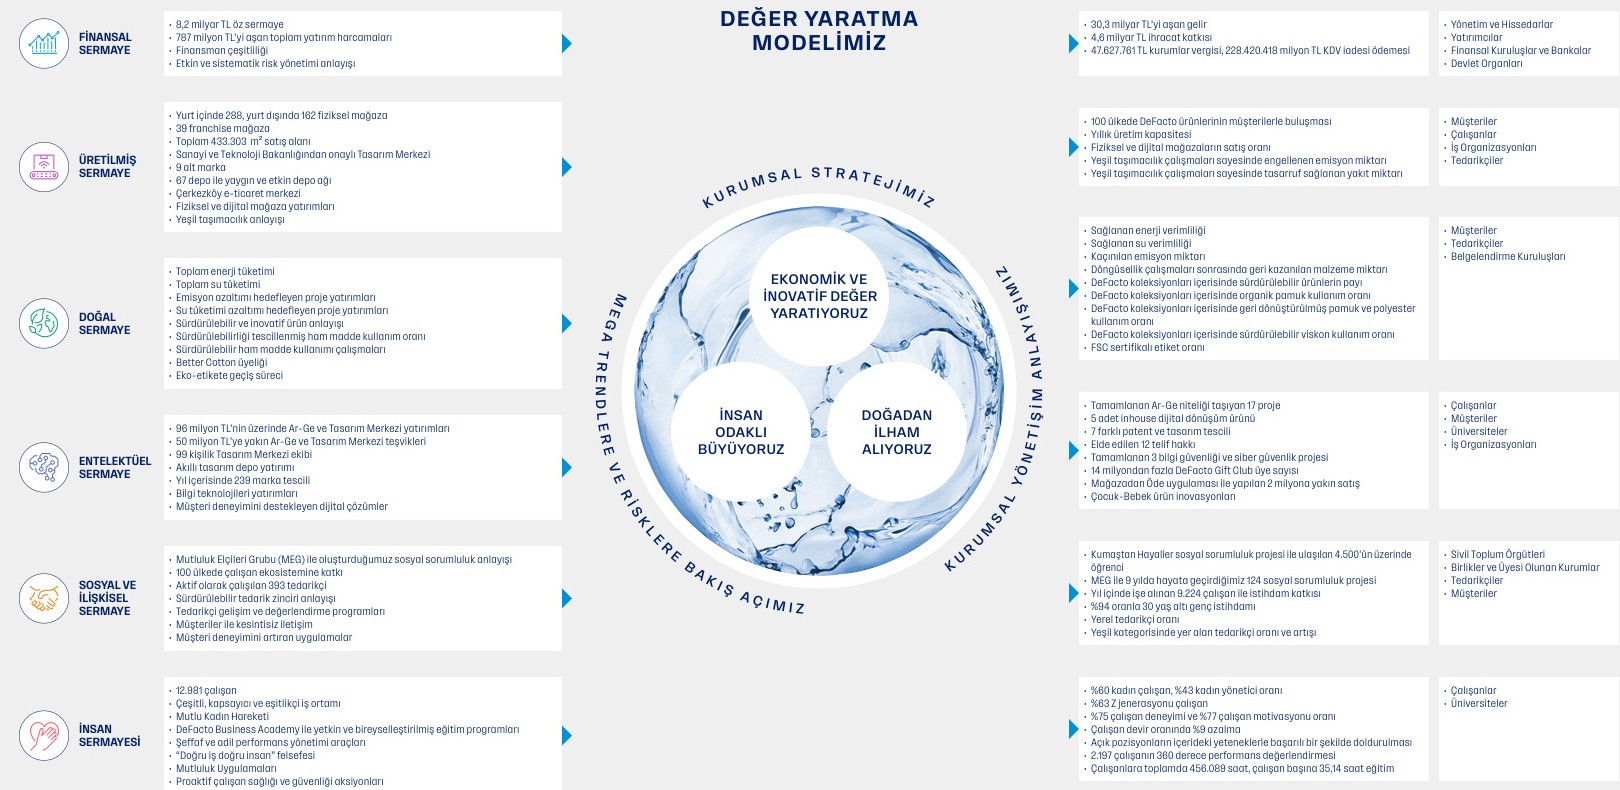 DEĞER YARATMA
MODELİMİZ
FİNANSAL
SERMAYE
• 8,2 milyar TL öz sermaye
• 787 milyon TL'yi aşan toplam yatırım harcamaları
• Finansman çeşitliliği
• Etkin ve sistematik risk yönetimi anlayışı
• 30,3 milyar TL'yi aşan gelir
• 4,6 milyar TL ihracat katkısı
• 47.627.761 TL kurumlar vergisi, 228.420.418 milyon TL KDV iadesi ödemesi
• Yönetim ve Hissedarlar
• Yatırımcılar
• Finansal Kuruluşlar ve Bankalar
• Devlet Organları
ÜRETİLMİŞ
SERMAYE
• Yurt içinde 288, yurt dışında 162 fiziksel mağaza
• 39 franchise mağaza
• Toplam 433.303 m² satış alanı
• Sanayi ve Teknoloji Bakanlığından onaylı Tasarım Merkezi
• 9 alt marka
• 67 depo ile yaygın ve etkin depo ağı
• Çerkezköy e-ticaret merkezi
• Fiziksel ve dijital mağaza yatırımları
• Yeşil taşımacılık anlayışı
• 100 ülkede DeFacto ürünlerinin müşterilerle buluşması
• Yıllık üretim kapasitesi
• Fiziksel ve dijital mağazaların satış oranı
• Yeşil taşımacılık çalışmaları sayesinde engellenen emisyon miktarı
• Yeşil taşımacılık çalışmaları sayesinde tasarruf sağlanan yakıt miktarı
• Müşteriler
• Çalışanlar
• İş Organizasyonları
• Tedarikçiler
DOĞAL
SERMAYE
• Toplam enerji tüketimi
• Toplam su tüketimi
• Emisyon azaltımı hedefleyen proje yatırımları
• Su tüketimi azaltımı hedefleyen proje yatırımları
• Sürdürülebilir ve inovatif ürün anlayışı
• Sürdürülebilirliği tescillenmiş ham madde kullanım oranı
• Sürdürülebilir ham madde kullanımı çalışmaları
• Better Cotton üyeliği
• Eko-etikete geçiş süreci
• Sağlanan enerji verimliliği
• Sağlanan su verimliliği
• Kaçınılan emisyon miktarı
• Döngüsellik çalışmaları sonrasında geri kazanılan malzeme miktarı
• DeFacto koleksiyonları içerisinde sürdürülebilir ürünlerin payı
• DeFacto koleksiyonları içerisinde organik pamuk kullanım oranı
• DeFacto koleksiyonları içerisinde geri dönüştürülmüş pamuk ve polyester
kullanım oranı
• DeFacto koleksiyonları içerisinde sürdürülebilir viskon kullanım oranı
• FSC sertifikalı etiket oranı
• Müşteriler
• Tedarikçiler
• Belgelendirme Kuruluşları
ENTELEKTÜEL
SERMAYE
• 96 milyon TL'nin üzerinde Ar-Ge ve Tasarım Merkezi yatırımları
• 50 milyon TL'ye yakın Ar-Ge ve Tasarım Merkezi teşvikleri
• 99 kişilik Tasarım Merkezi ekibi
• Akıllı tasarım depo yatırımı
• Yıl içerisinde 239 marka tescili
• Bilgi teknolojileri yatırımları
• Müşteri deneyimini destekleyen dijital çözümler
• Tamamlanan Ar-Ge niteliği taşıyan 17 proje
• 5 adet inhouse dijital dönüşüm ürünü
• 7 farklı patent ve tasarım tescili
• Elde edilen 12 telif hakkı
• Tamamlanan 3 bilgi güvenliği ve siber güvenlik projesi
• 14 milyondan fazla DeFacto Gift Club üye sayısı
• Mağazadan Öde uygulaması ile yapılan 2 milyona yakın satış
• Çocuk-Bebek ürün inovasyonları
• Çalışanlar
• Müşteriler
• Üniversiteler
• İş Organizasyonları
SOSYAL VE
İLİŞKİSEL
SERMAYE
• Mutluluk Elçileri Grubu (MEG) ile oluşturduğumuz sosyal sorumluluk anlayışı
• 100 ülkede çalışan ekosistemine katkı
• Aktif olarak çalışılan 393 tedarikçi
• Sürdürülebilir tedarik zinciri anlayışı
• Tedarikçi gelişim ve değerlendirme programları
• Müşteriler ile kesintisiz iletişim
• Müşteri deneyimini artıran uygulamalar
• Kumaştan Hayaller sosyal sorumluluk projesi ile ulaşılan 4.500'ün üzerinde
öğrenci
• MEG ile 9 yılda hayata geçirdiğimiz 124 sosyal sorumluluk projesi
• Yıl içinde işe alınan 9.224 çalışan ile istihdam katkısı
• %94 oranla 30 yaş altı genç istihdamı
• Yerel tedarikçi oranı
• Yeşil kategorisinde yer alan tedarikçi oranı ve artışı
• Sivil Toplum Örgütleri
• Birlikler ve Üyesi Olunan Kurumlar
• Tedarikçiler
• Müşteriler
İNSAN
SERMAYESİ
• 12.981 çalışan
• Çeşitli, kapsayıcı ve eşitlikçi iş ortamı
• Mutlu Kadın Hareketi
• DeFacto Business Academy ile yetkin ve bireyselleştirilmiş eğitim programları
• Şeffaf ve adil performans yönetimi araçları
• “Doğru iş doğru insan” felsefesi
• Mutluluk Uygulamaları
• Proaktif çalışan sağlığı ve güvenliği aksiyonları
• %60 kadın çalışan, %43 kadın yönetici oranı
• %63 Z jenerasyonu çalışan
• %75 çalışan deneyimi ve %77 çalışan motivasyonu oranı
• Çalışan devir oranında %9 azalma
• Açık pozisyonların içerideki yeteneklerle başarılı bir şekilde doldurulması
• 2.197 çalışanın 360 derece performans değerlendirmesi
• Çalışanlara toplamda 456.089 saat, çalışan başına 35,14 saat eğitim
• Çalışanlar
• Üniversiteler
KURUMSAL STRATEJİMİZ
MEGA TRENDLERE VE RİSKLERE BAKIŞ AÇIMIZ
KURUMSAL YÖNETİŞİM ANLAYIŞIMIZ
EKONOMİK VE
İNOVATİF DEĞER
YARATIYORUZ
İNSAN
ODAKLI
BÜYÜYORUZ
DOĞADAN
İLHAM
ALIYORUZ